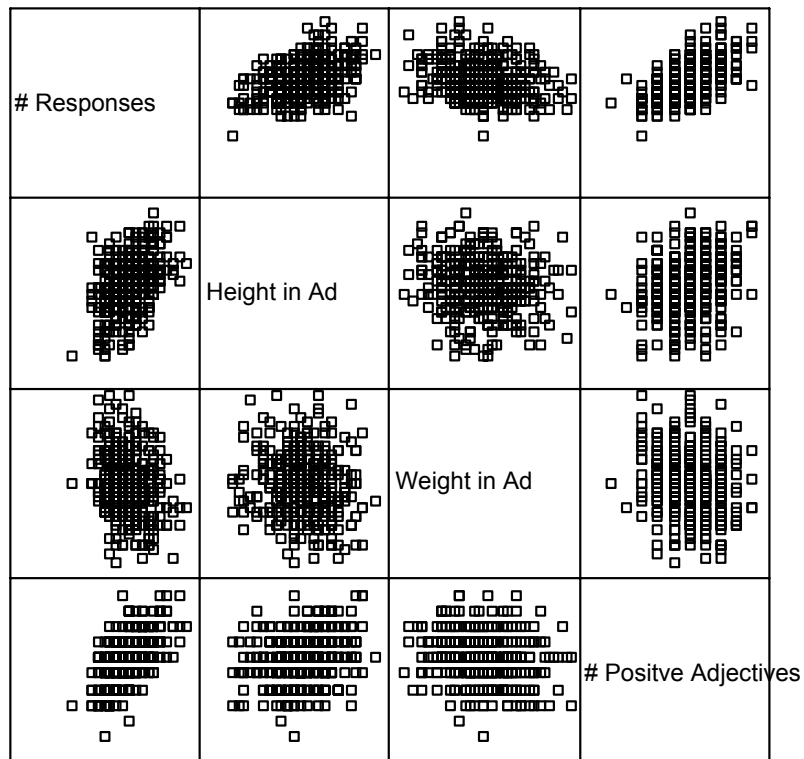 # Responses
Height in Ad
Weight in Ad
# Positve Adjectives